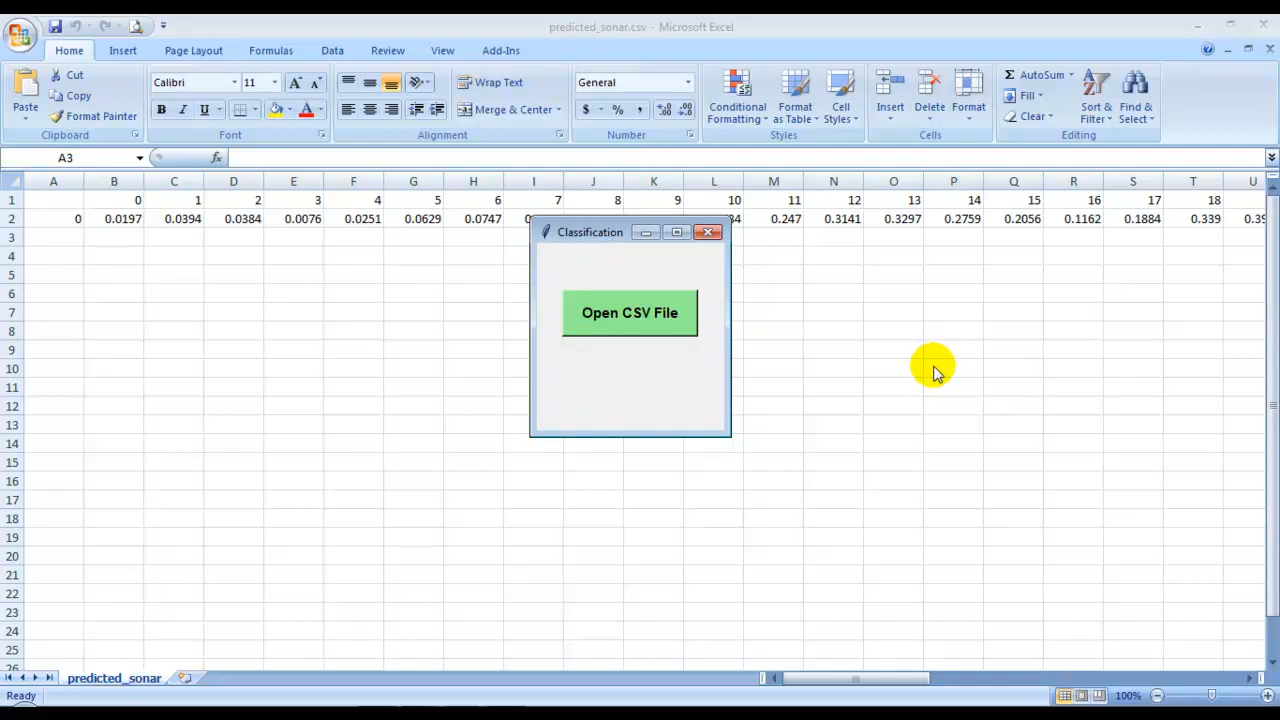 predicted_sonar.csv - Microsoft Excel
Home Insert Page Layout Formulas Data Review View Add-Ins
Paste Cut Copy Format Painter Clipboard
Calibri 11 A A B I U A Font
Wrap Text Merge & Center Alignment
General $ % , .0 .00 .00 .0 Number
Conditional Formatting Format as Table Cell Styles Styles
Insert Delete Format Cells
Σ AutoSum Fill Clear Sort & Filter Find & Select Editing
A3 fx
A B C D E F G H I J K L M N O P Q R S T U
1 0 1 2 3 4 5 6 7 8 9 10 11 12 13 14 15 16 17 18
2 0 0.0197 0.0394 0.0384 0.0076 0.0251 0.0629 0.0747 0.247 0.3141 0.3297 0.2759 0.2056 0.1162 0.1884 0.339
3
4
5
6
7
8
9
10
11
12
13
14
15
16
17
18
19
20
21
22
23
24
25
26
Classification
Open CSV File
predicted_sonar
Ready 100%